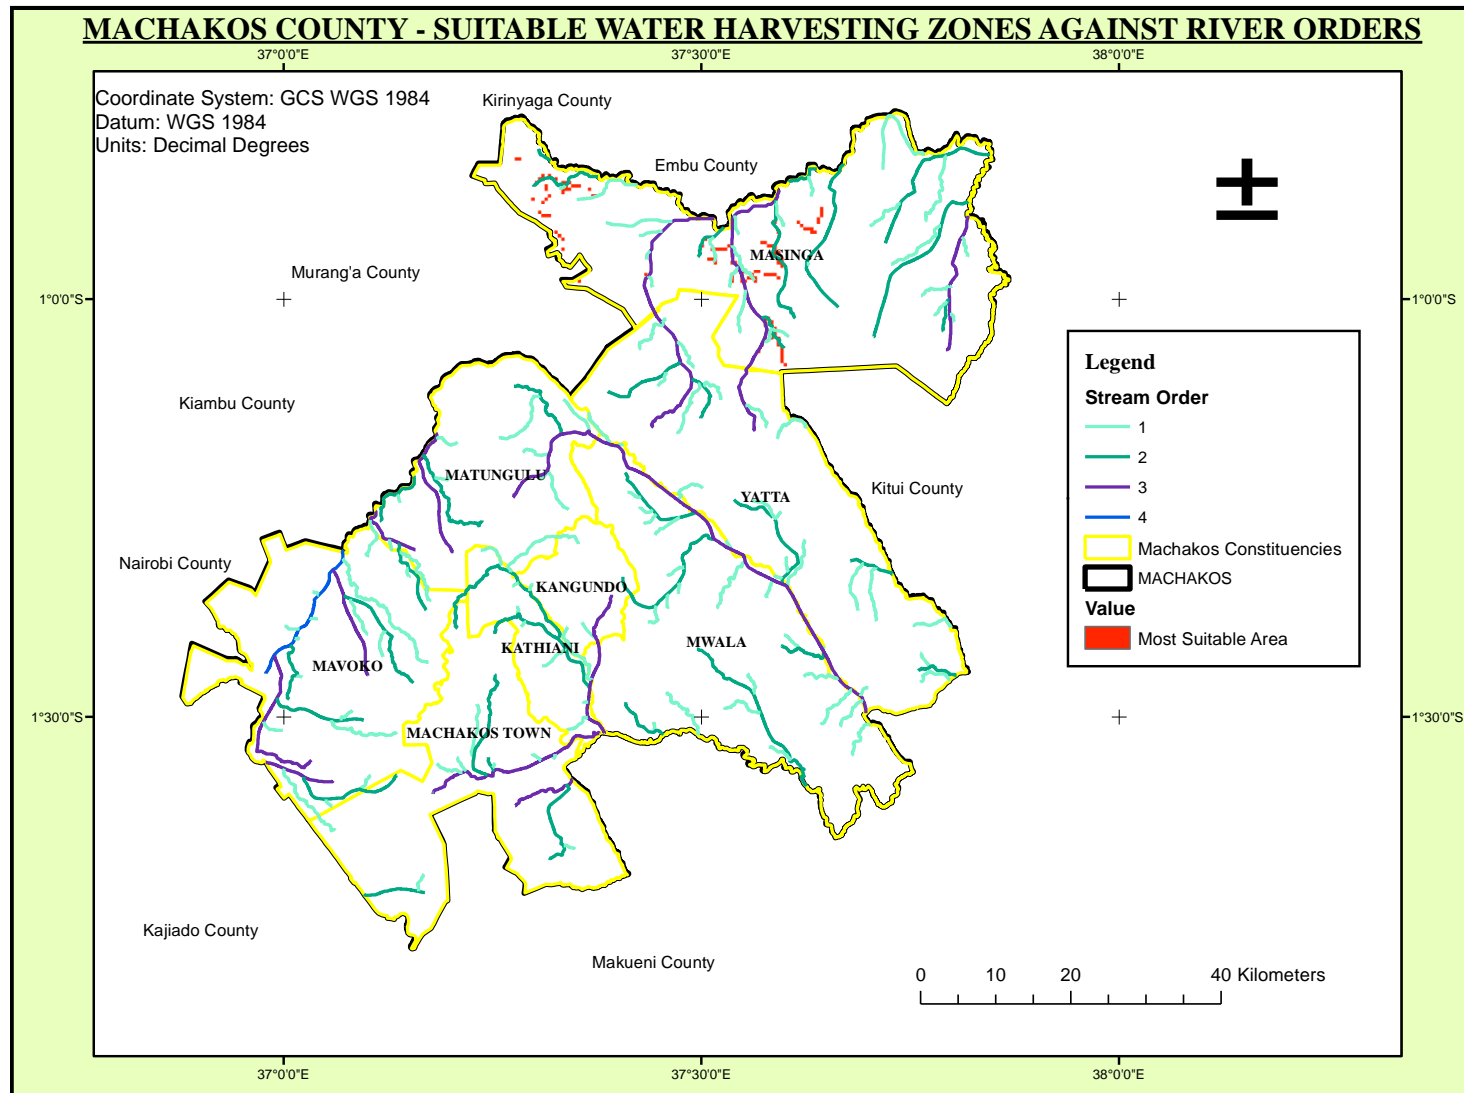 MACHAKOS COUNTY - SUITABLE WATER HARVESTING ZONES AGAINST RIVER ORDERS
37°0'0"E
37°30'0"E
38°0'0"E
Coordinate System: GCS WGS 1984
Datum: WGS 1984
Units: Decimal Degrees
Kirinyaga County
Embu County
MASINGA
Murang'a County
1°0'0"S
1°0'0"S
Legend
Stream Order
1
2
3
4
Machakos Constituencies
MACHAKOS
Value
Most Suitable Area
Kiambu County
MATUNGULU
YATTA
Kitui County
Nairobi County
KANGUNDO
KATHIANI
MWALA
MAVOKO
1°30'0"S
1°30'0"S
MACHAKOS TOWN
Kajiado County
Makueni County
0 10 20 40 Kilometers
37°0'0"E
37°30'0"E
38°0'0"E